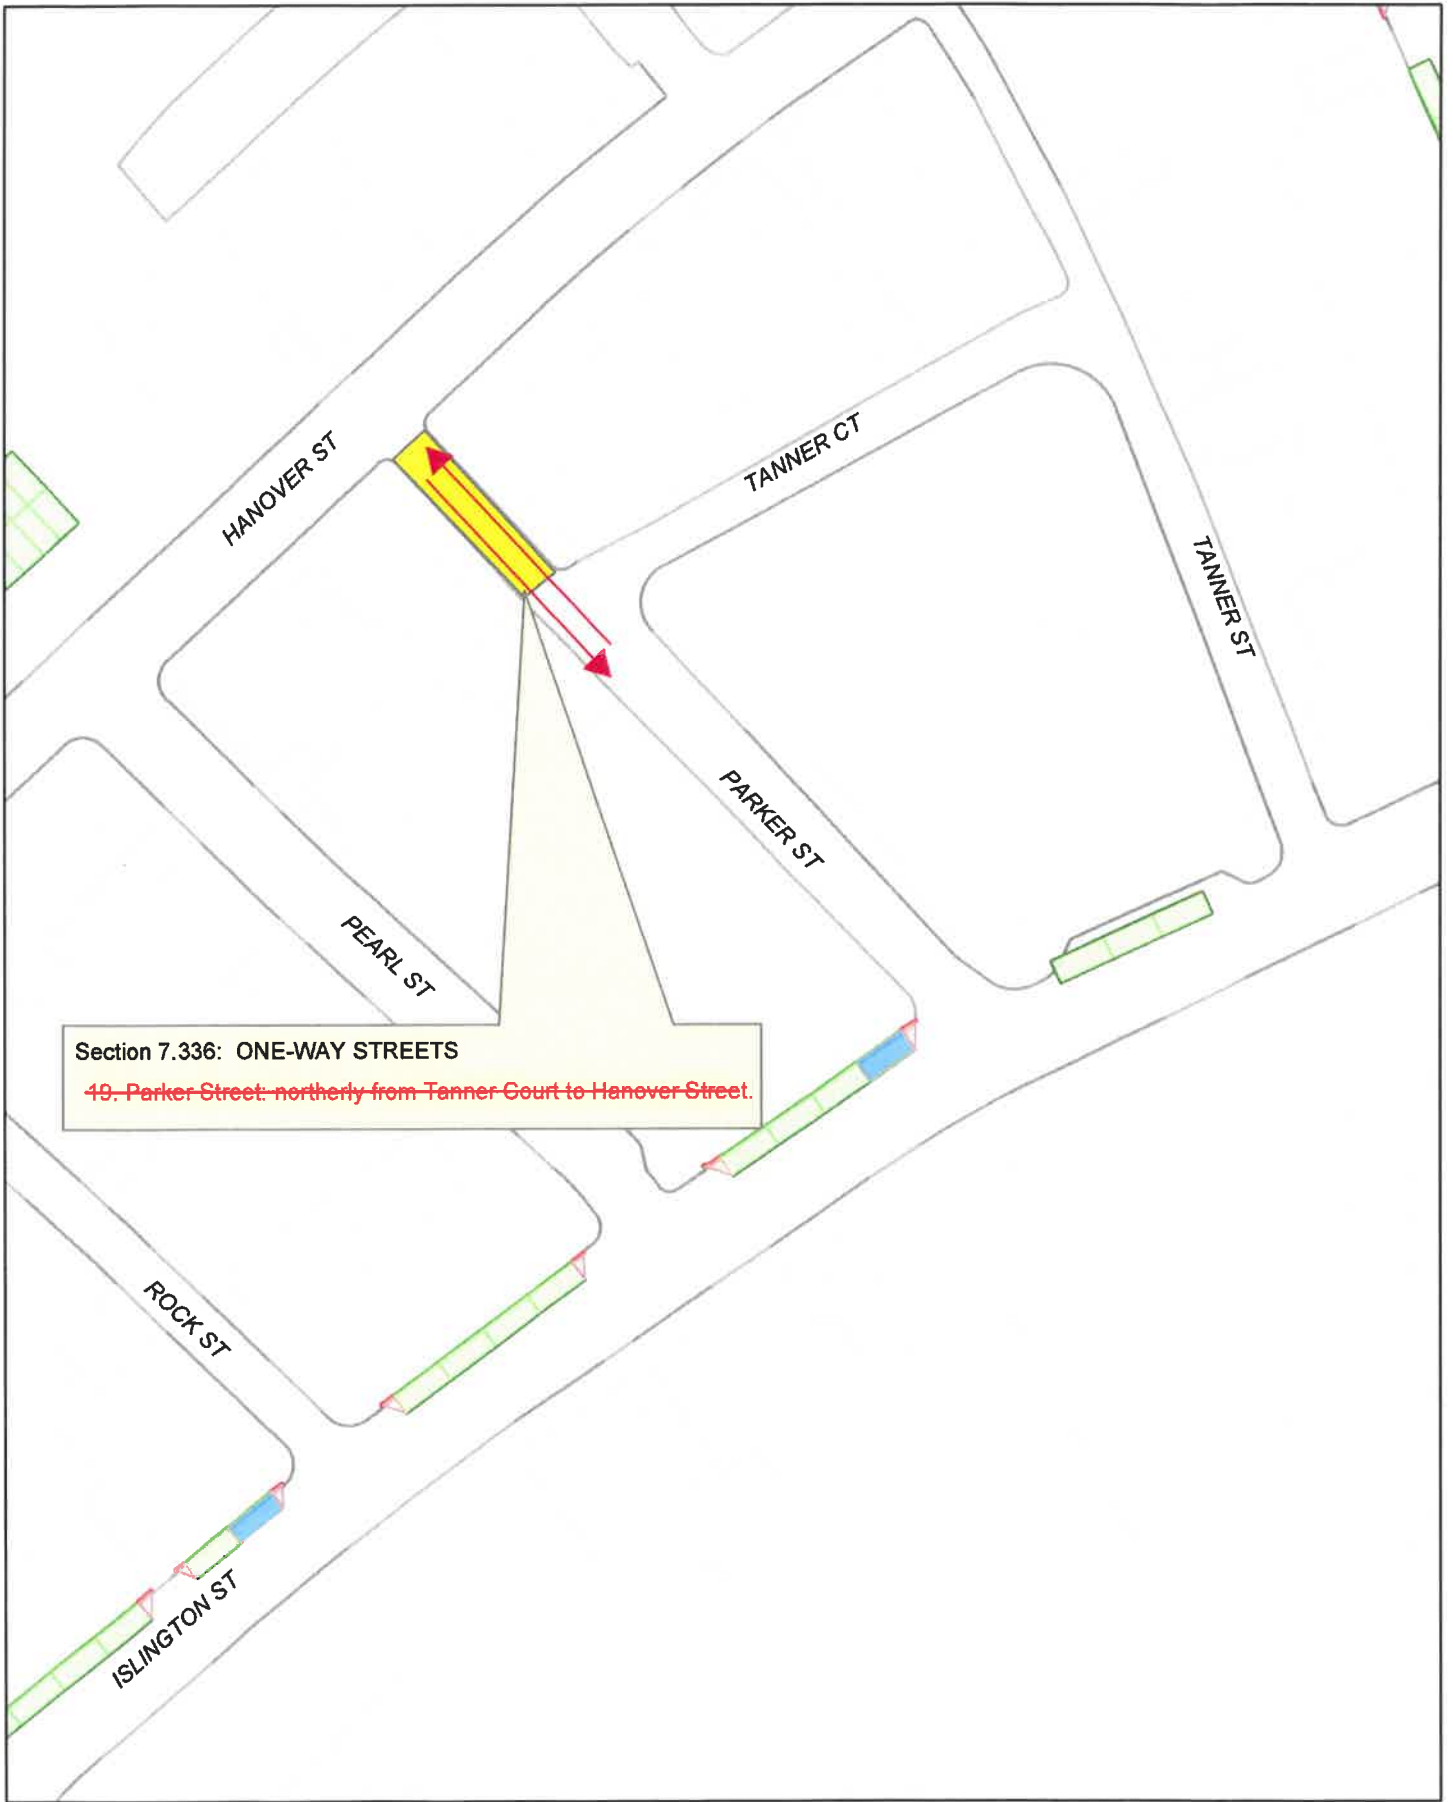 HANOVER ST
TANNER CT
TANNER ST
PARKER ST
PEARL ST
Section 7.336: ONE-WAY STREETS
19. Parker Street: northerly from Tanner Court to Hanover Street.
ROCK ST
ISLINGTON ST